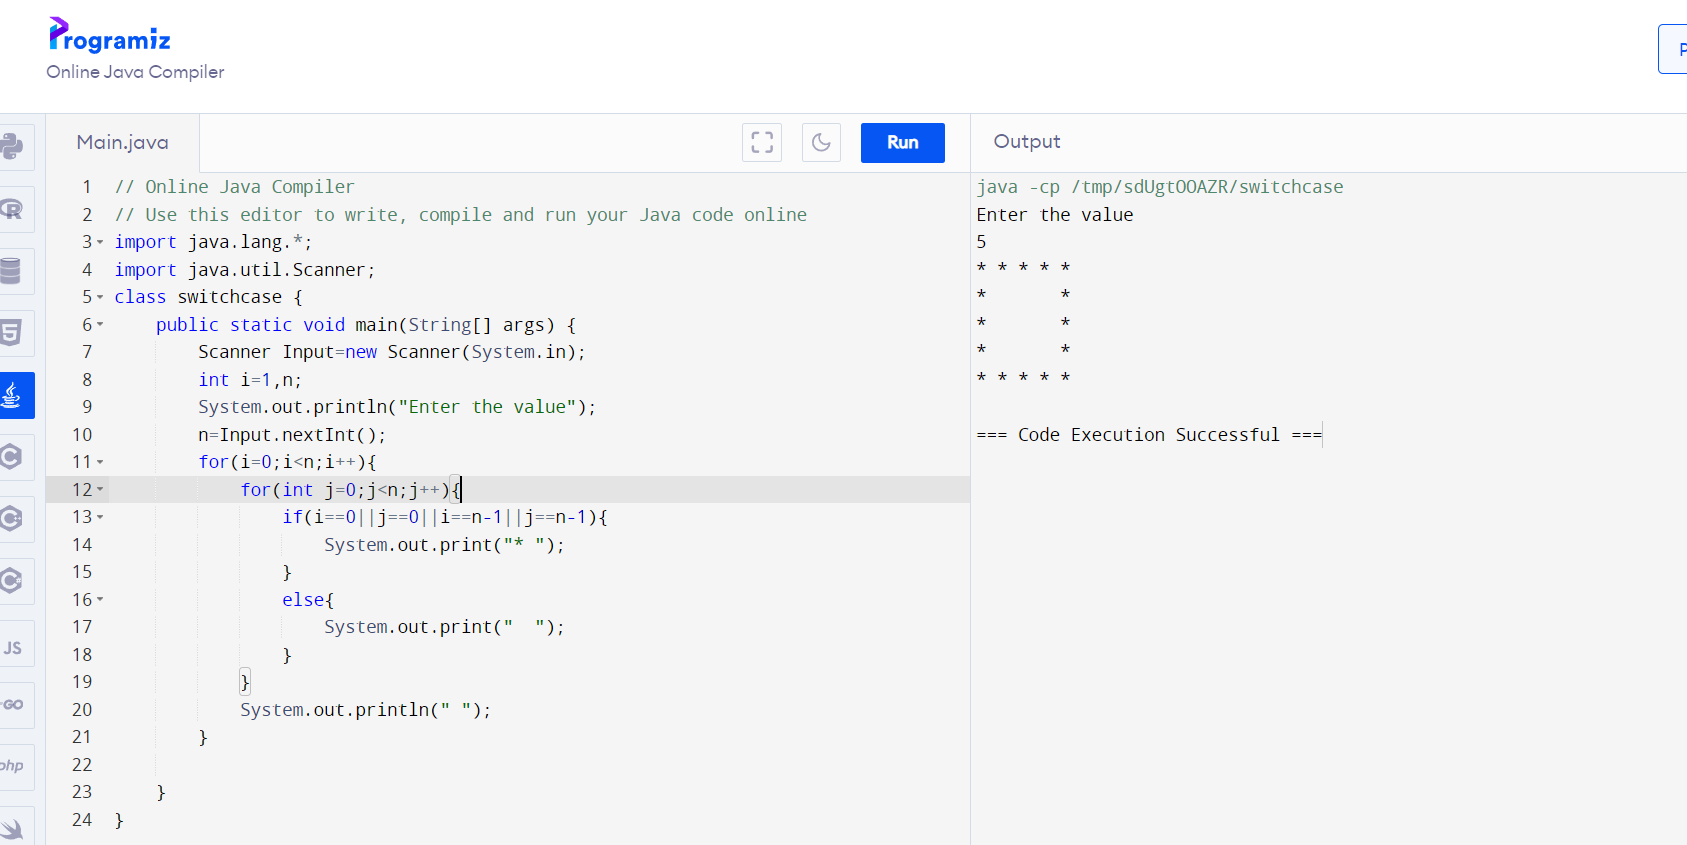 Programiz
Online Java Compiler
P
Main.java
Run
Output
1 // Online Java Compiler
2 // Use this editor to write, compile and run your Java code online
3 import java.lang.*;
4 import java.util.Scanner;
5 class switchcase {
6     public static void main(String[] args) {
7         Scanner Input=new Scanner(System.in);
8         int i=1,n;
9         System.out.println("Enter the value");
10         n=Input.nextInt();
11         for(i=0;i<n;i++){
12             for(int j=0;j<n;j++){
13                 if(i==0||j==0||i==n-1||j==n-1){
14                     System.out.print("* ");
15                 }
16                 else{
17                     System.out.print("  ");
18                 }
19             }
20             System.out.println(" ");
21         }
22
23     }
24 }
java -cp /tmp/sdUgtOOAZR/switchcase
Enter the value
5
* * * * *
*       *
*       *
*       *
* * * * *
=== Code Execution Successful ===
R
5
C
C
C#
JS
GO
php